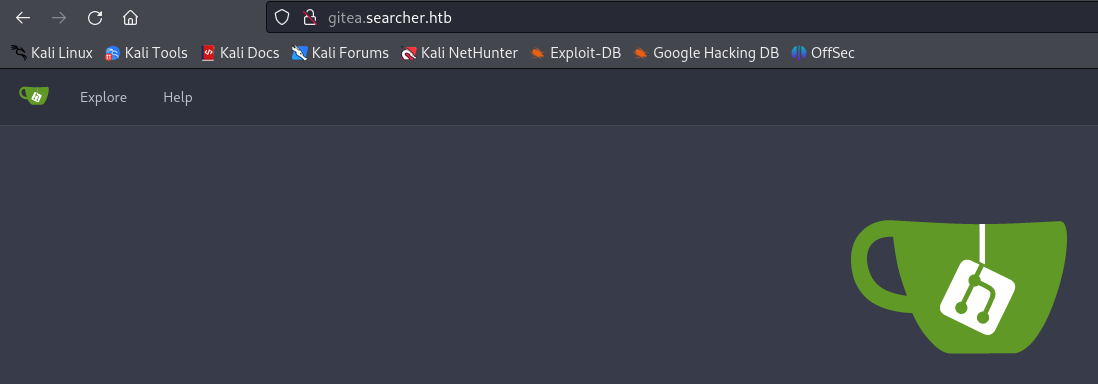 gitea.searcher.htb
Kali Linux Kali Tools Kali Docs Kali Forums Kali NetHunter Exploit-DB Google Hacking DB OffSec
Explore Help